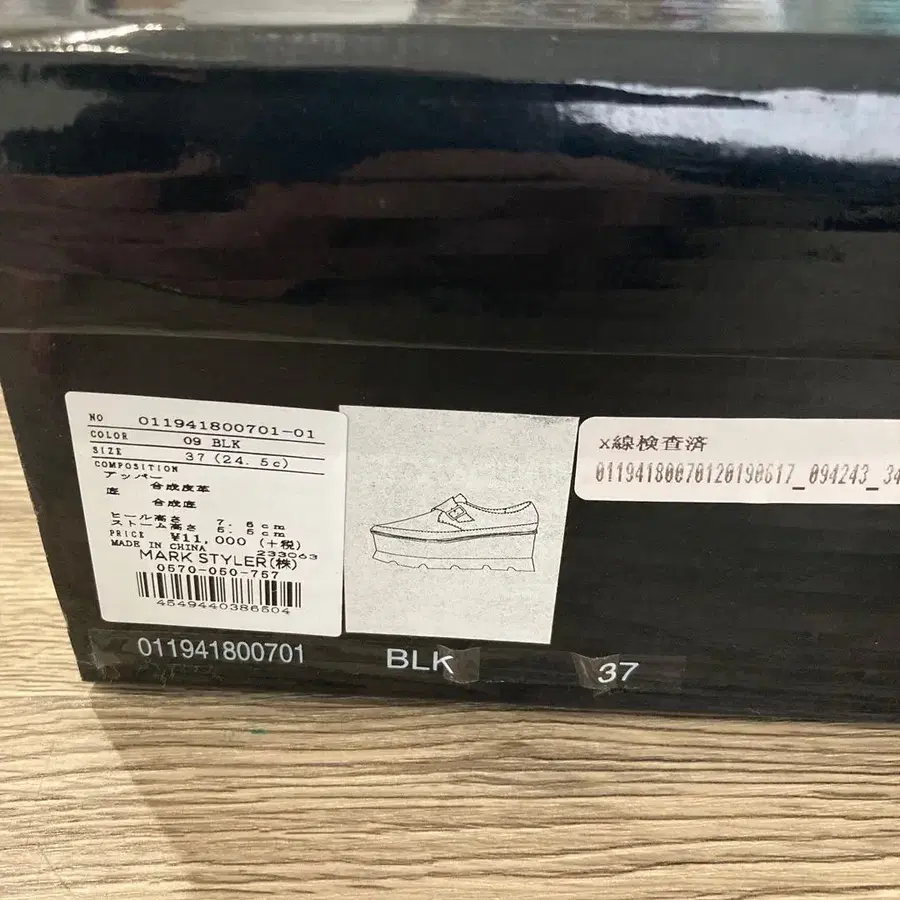 NO 011941800701-01
COLOR 09 BLK
SIZE 37 (24.5c)
COMPOSITION
アッパー
合成皮革
底
合成底
ヒール高さ 7.5cm
ストーム高さ 5.5cm
PRICE ¥11,000 (+税)
MADE IN CHINA 233063
MARK STYLER(株)
0570-050-757
4549440386504
x線検査済
01194180070120190617_094243_34
011941800701 BLK 37